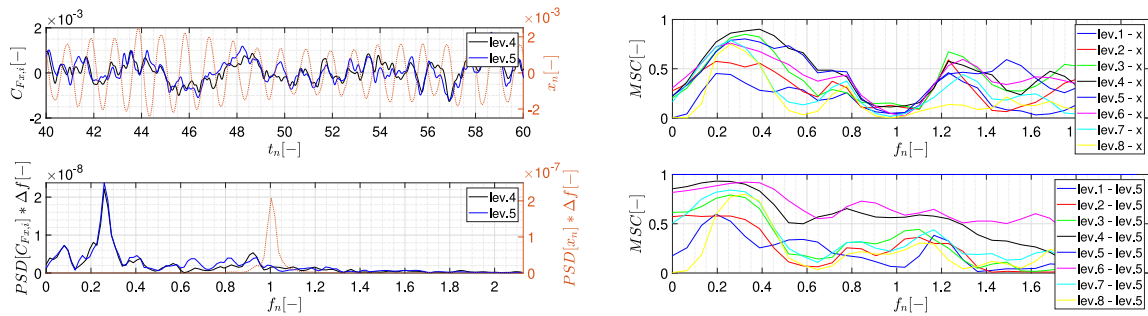 ×10⁻³
×10⁻³
C_{Fx,i}[−]
2
0
-2
lev.4
lev.5
2
0
-2
x_n[−]
40 42 44 46 48 50 52 54 56 58 60
t_n[−]
×10⁻⁸
×10⁻⁷
PSD[C_{Fx,i}] * Δf[−]
2
1
0
lev.4
lev.5
2
1
0
PSD[x_n] * Δf[−]
0 0.2 0.4 0.6 0.8 1 1.2 1.4 1.6 1.8 2
f_n[−]
MSC[−]
1
0.5
0
lev.1 - x
lev.2 - x
lev.3 - x
lev.4 - x
lev.5 - x
lev.6 - x
lev.7 - x
lev.8 - x
0 0.2 0.4 0.6 0.8 1 1.2 1.4 1.6 1.8
f_n[−]
MSC[−]
1
0.5
0
lev.1 - lev.5
lev.2 - lev.5
lev.3 - lev.5
lev.4 - lev.5
lev.5 - lev.5
lev.6 - lev.5
lev.7 - lev.5
lev.8 - lev.5
0 0.2 0.4 0.6 0.8 1 1.2 1.4 1.6 1.8
f_n[−]